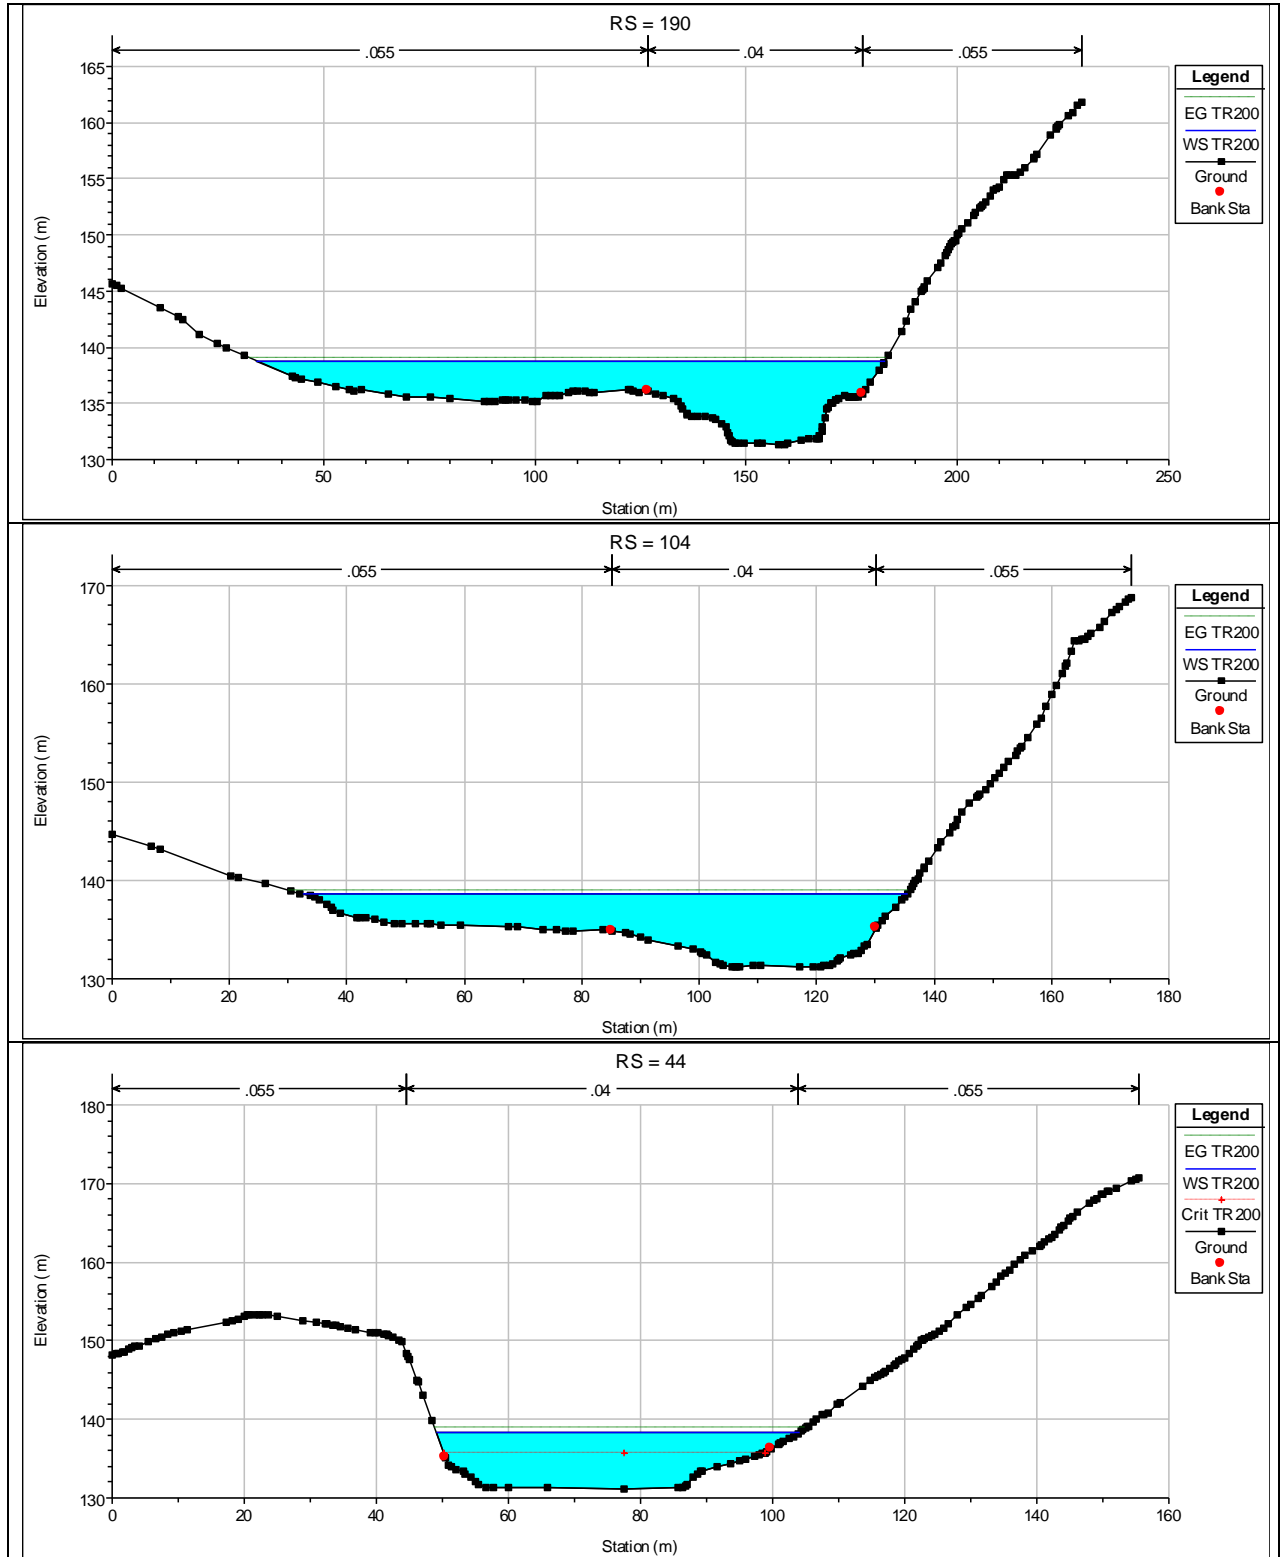 RS = 190
.055 .04 .055
165
160
155
150
145
140
135
130
0 50 100 150 200 250
Elevation (m)
Station (m)
Legend
EG TR200
WS TR200
Ground
Bank Sta
RS = 104
.055 .04 .055
170
160
150
140
130
0 20 40 60 80 100 120 140 160 180
Elevation (m)
Station (m)
Legend
EG TR200
WS TR200
Ground
Bank Sta
RS = 44
.055 .04 .055
180
170
160
150
140
130
0 20 40 60 80 100 120 140 160
Elevation (m)
Station (m)
Legend
EG TR200
WS TR200
Crit TR200
Ground
Bank Sta